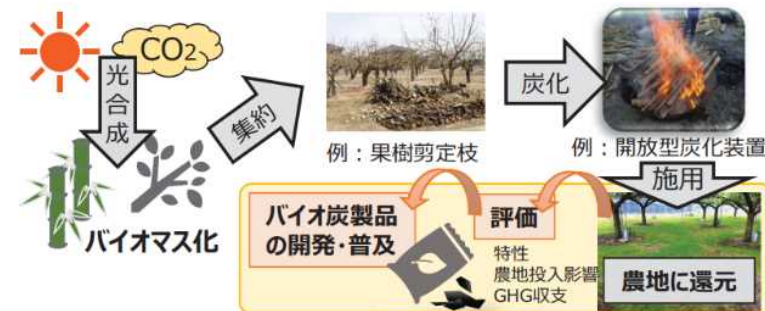 CO2
光合成
バイオマス化
集約
例：果樹剪定枝
炭化
例：開放型炭化装置
施用
農地に還元
評価
特性
農地投入影響
GHG収支
バイオ炭製品
の開発・普及